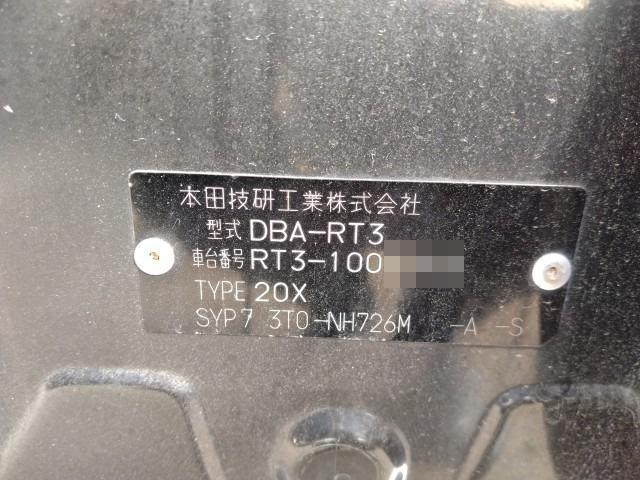 本田技研工業株式会社
型式 DBA-RT3
車台番号 RT3-100
TYPE 20X
SYP7 3T0-NH726M -A -S